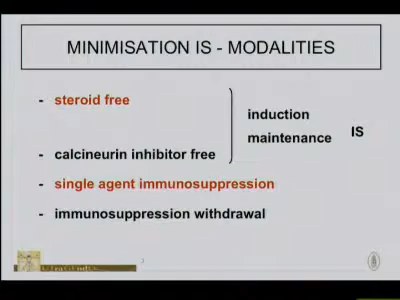 MINIMISATION IS - MODALITIES
- steroid free
induction
maintenance IS
- calcineurin inhibitor free
- single agent immunosuppression
- immunosuppression withdrawal